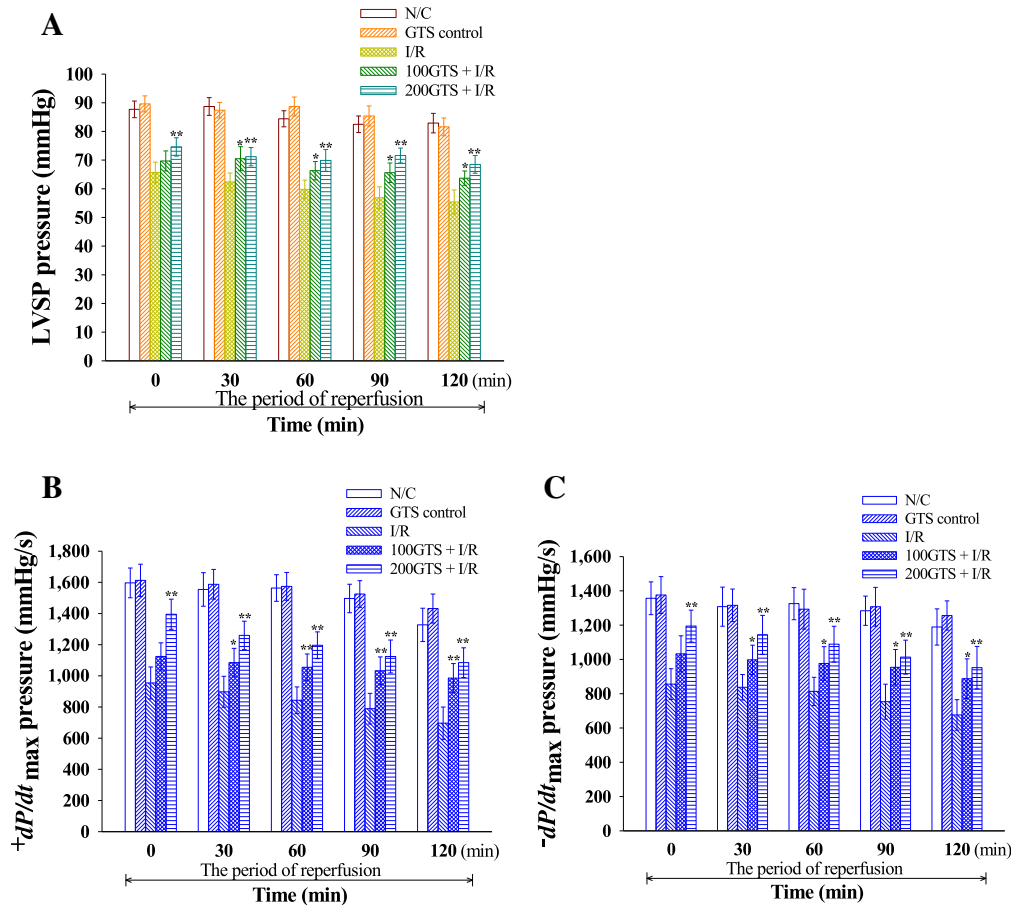 A
N/C
GTS control
I/R
100GTS + I/R
200GTS + I/R
LVSP pressure (mmHg)
100
90
80
70
60
50
40
30
20
10
0
**
* **
* **
* **
* **
0 30 60 90 120 (min)
The period of reperfusion
Time (min)
B
N/C
GTS control
I/R
100GTS + I/R
200GTS + I/R
+dP/dt max pressure (mmHg/s)
1,800
1,600
1,400
1,200
1,000
800
600
400
200
0
**
* **
** **
** **
** **
0 30 60 90 120 (min)
The period of reperfusion
Time (min)
C
N/C
GTS control
I/R
100GTS + I/R
200GTS + I/R
-dP/dt max pressure (mmHg/s)
1,600
1,400
1,200
1,000
800
600
400
200
0
**
* **
* **
* **
* **
0 30 60 90 120 (min)
The period of reperfusion
Time (min)